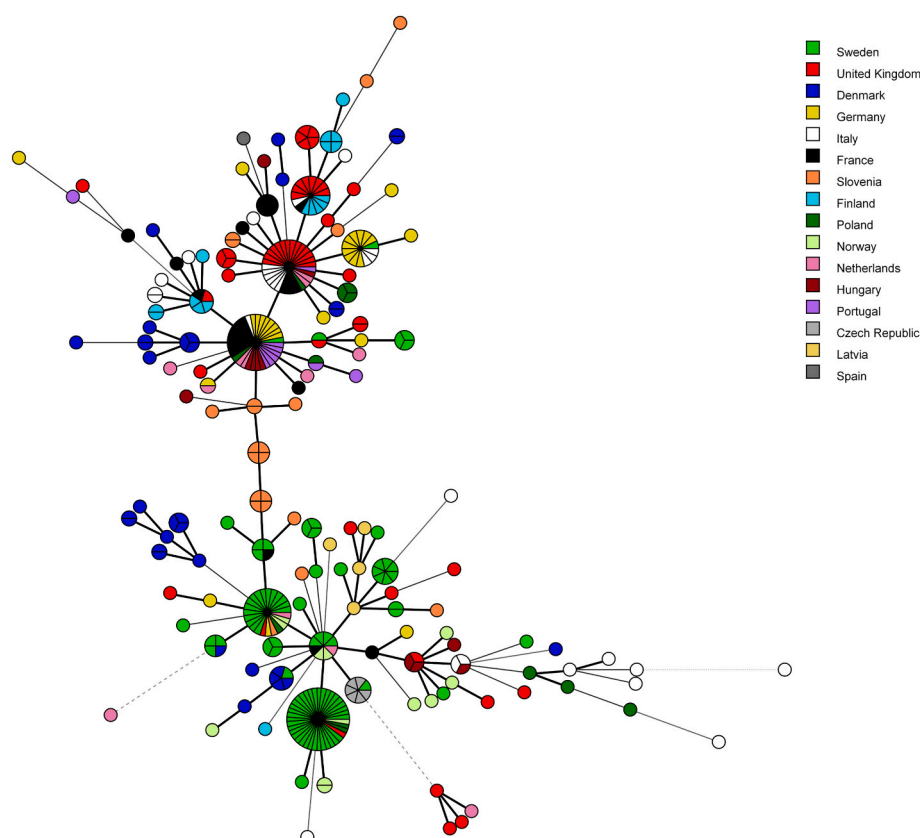 Sweden
United Kingdom
Denmark
Germany
Italy
France
Slovenia
Finland
Poland
Norway
Netherlands
Hungary
Portugal
Czech Republic
Latvia
Spain